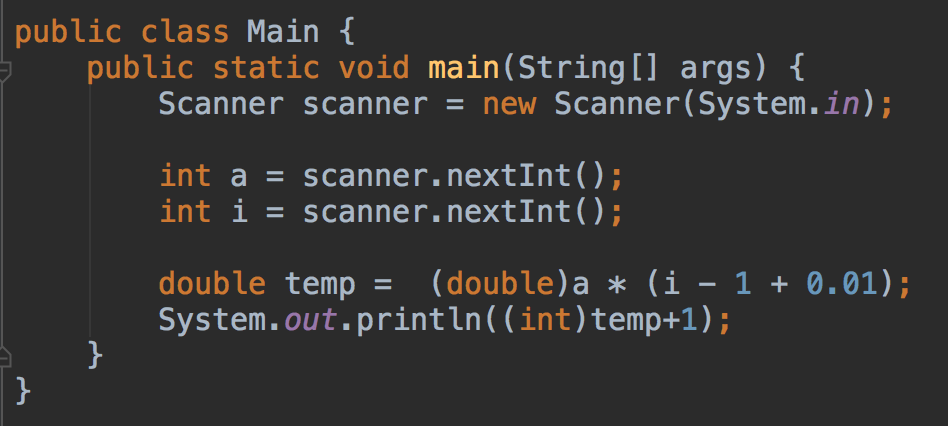 public class Main {
    public static void main(String[] args) {
        Scanner scanner = new Scanner(System.in);
        int a = scanner.nextInt();
        int i = scanner.nextInt();
        double temp =  (double)a * (i - 1 + 0.01);
        System.out.println((int)temp+1);
    }
}